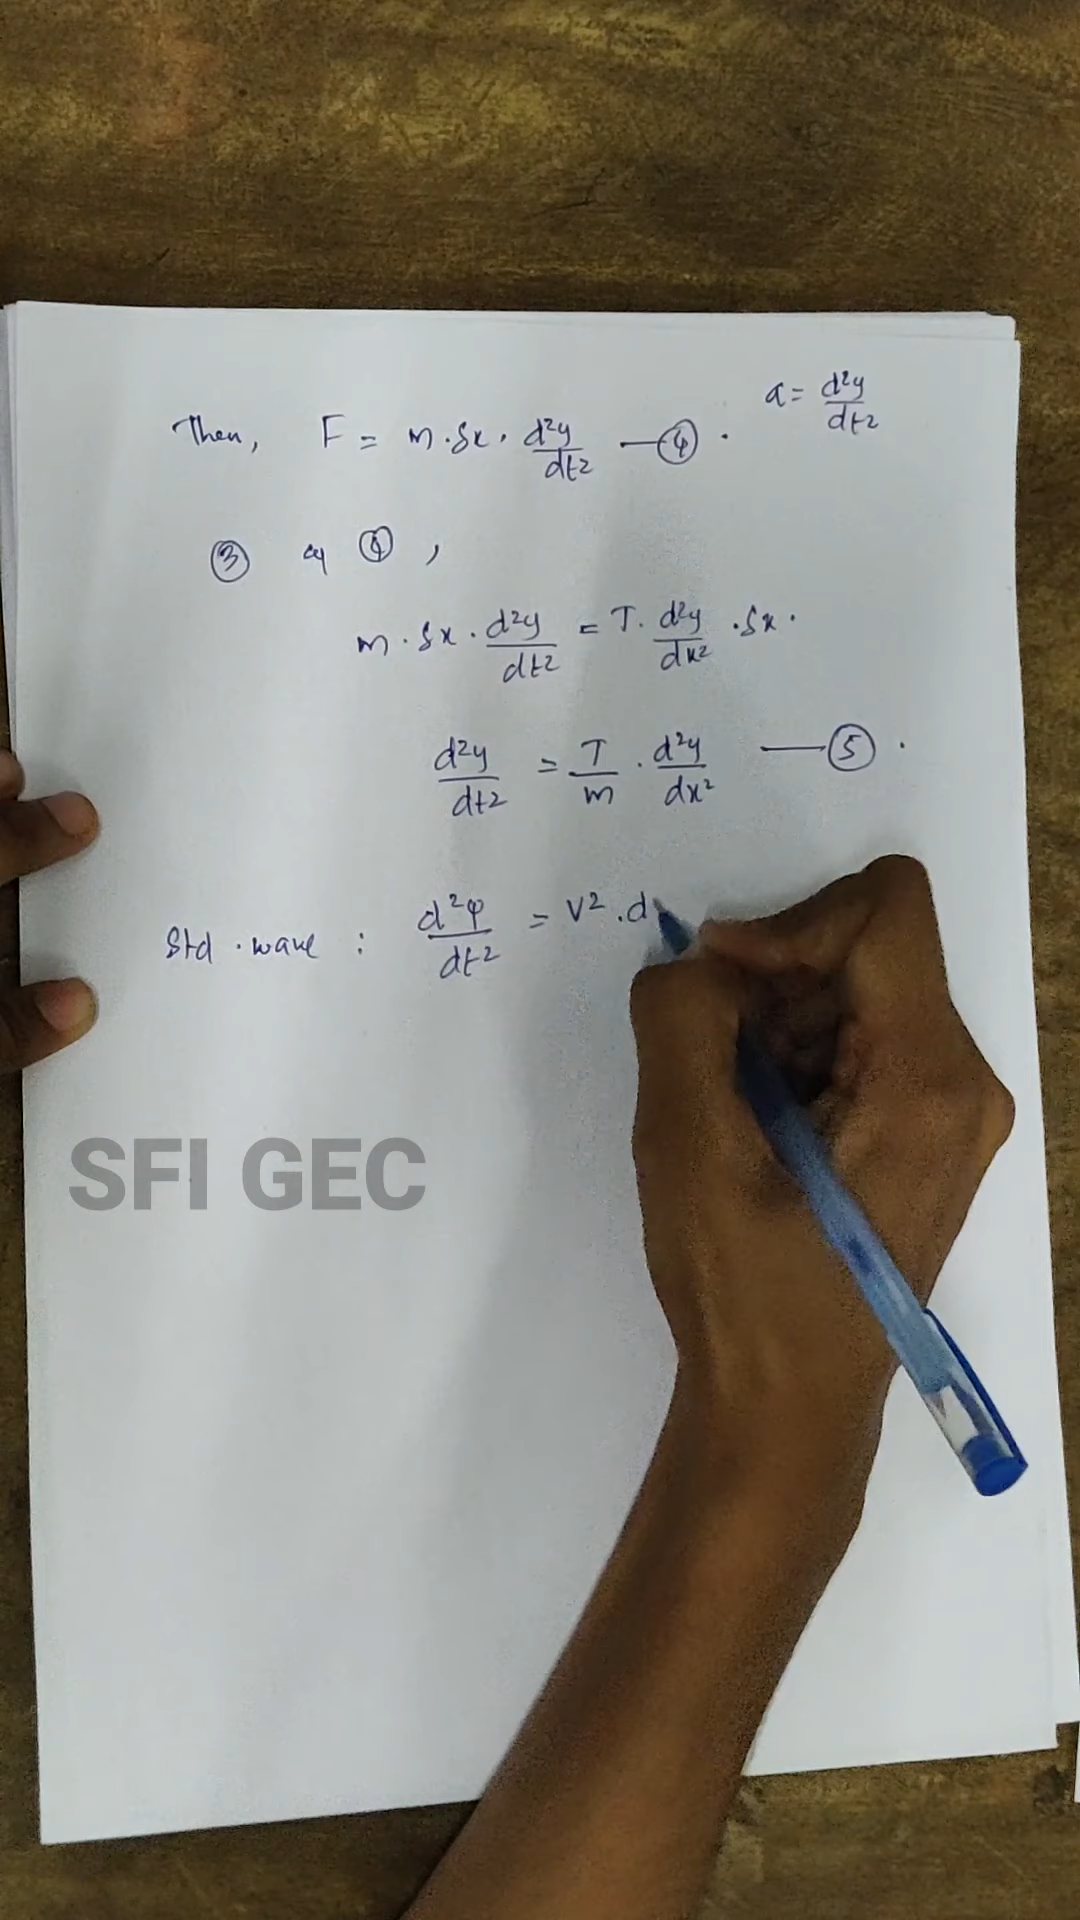 a = d²y/dt2
Then, F = m·δx· d²y/dt2 —④ .
③ ④ ,
m·δx· d²y/dt2 = T· d²y/dx² ·δx·
d²y/dt2 = T/m · d²y/dx² —⑤ .
Std · wave : d²ψ/dt² = V² · d
SFI GEC